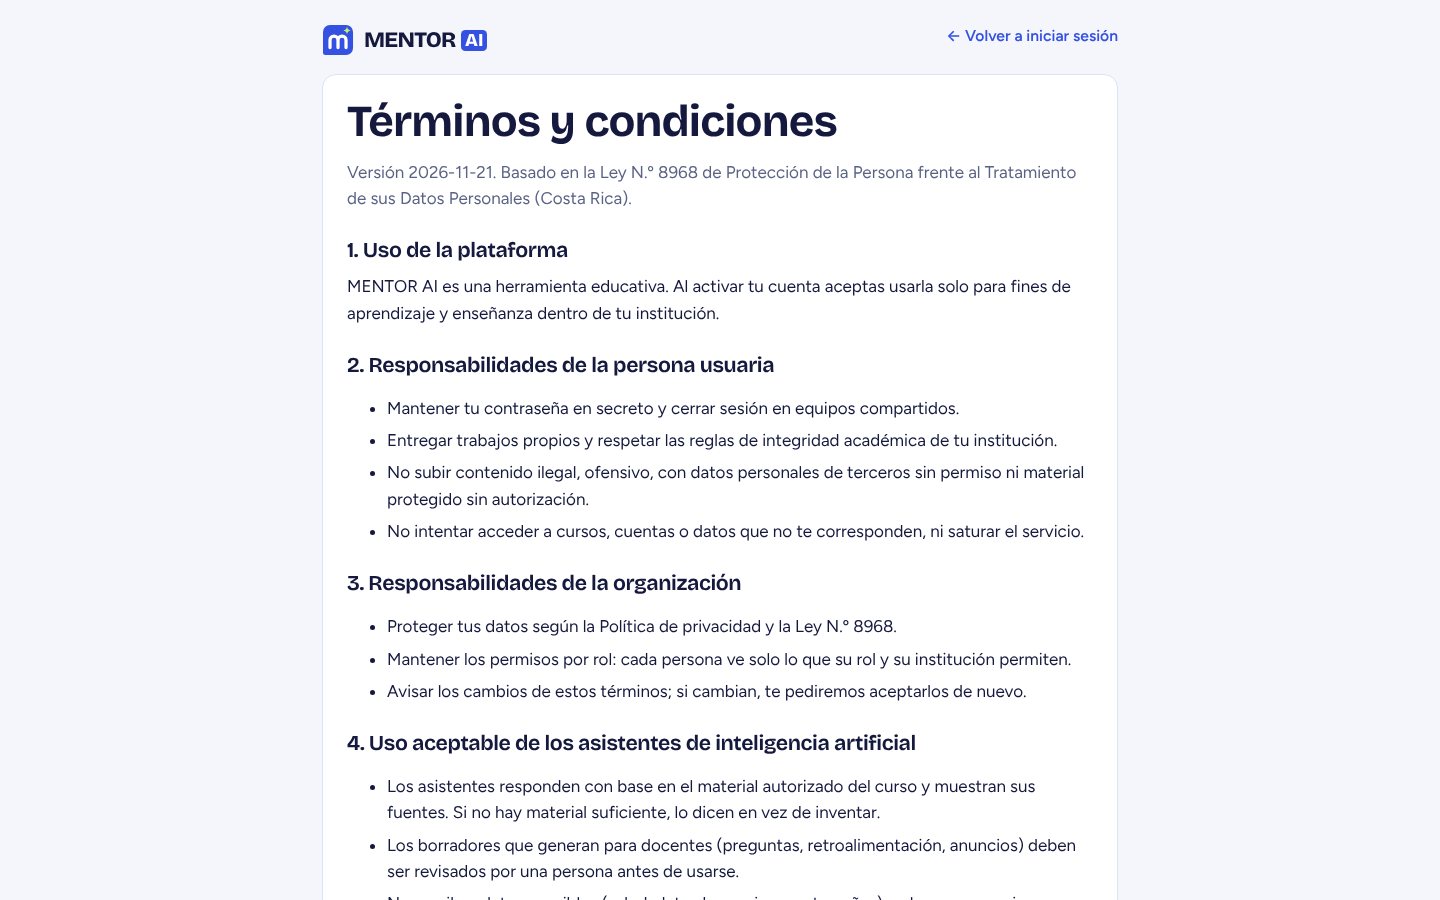 MENTOR AI
← Volver a iniciar sesión
Términos y condiciones
Versión 2026-11-21. Basado en la Ley N.º 8968 de Protección de la Persona frente al Tratamiento
de sus Datos Personales (Costa Rica).
1. Uso de la plataforma
MENTOR AI es una herramienta educativa. Al activar tu cuenta aceptas usarla solo para fines de
aprendizaje y enseñanza dentro de tu institución.
2. Responsabilidades de la persona usuaria
• Mantener tu contraseña en secreto y cerrar sesión en equipos compartidos.
• Entregar trabajos propios y respetar las reglas de integridad académica de tu institución.
• No subir contenido ilegal, ofensivo, con datos personales de terceros sin permiso ni material
protegido sin autorización.
• No intentar acceder a cursos, cuentas o datos que no te corresponden, ni saturar el servicio.
3. Responsabilidades de la organización
• Proteger tus datos según la Política de privacidad y la Ley N.º 8968.
• Mantener los permisos por rol: cada persona ve solo lo que su rol y su institución permiten.
• Avisar los cambios de estos términos; si cambian, te pediremos aceptarlos de nuevo.
4. Uso aceptable de los asistentes de inteligencia artificial
• Los asistentes responden con base en el material autorizado del curso y muestran sus
fuentes. Si no hay material suficiente, lo dicen en vez de inventar.
• Los borradores que generan para docentes (preguntas, retroalimentación, anuncios) deben
ser revisados por una persona antes de usarse.